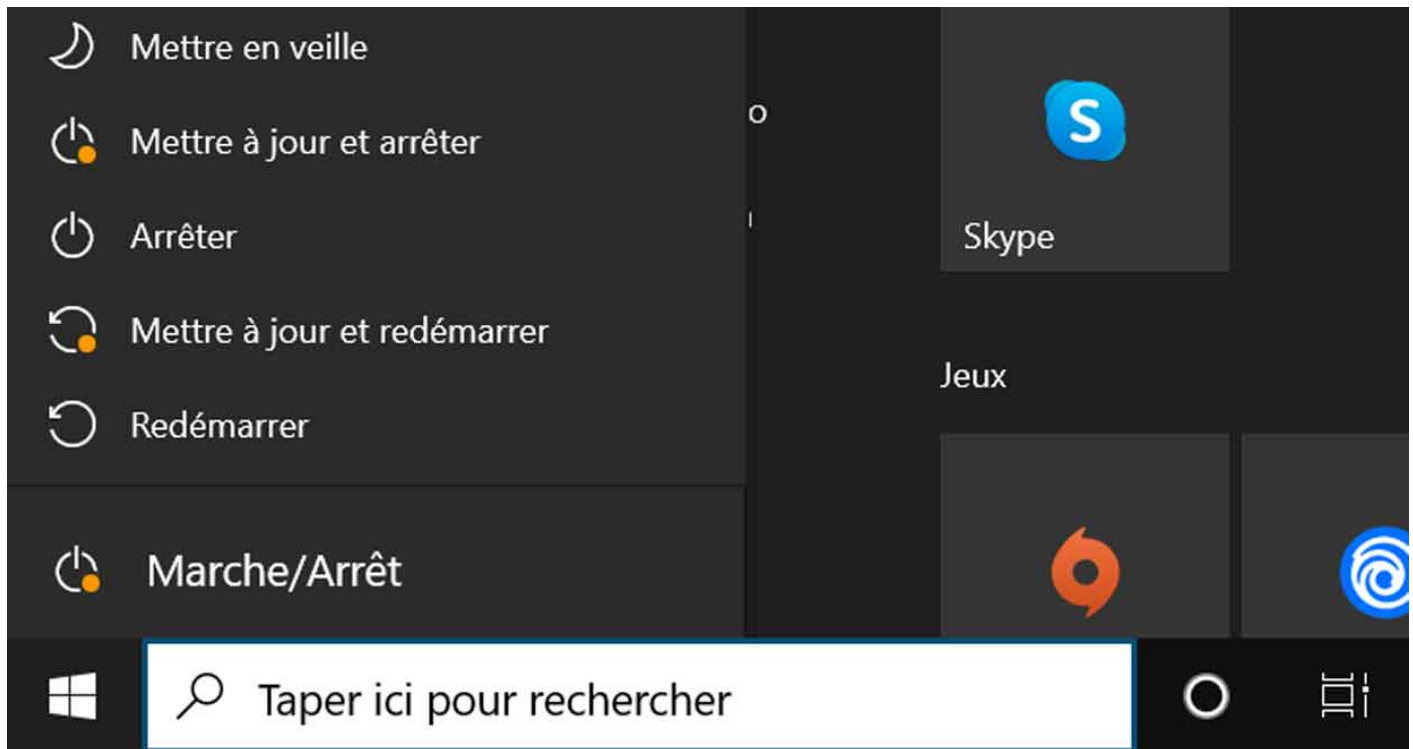 Mettre en veille
Mettre à jour et arrêter
Arrêter
Mettre à jour et redémarrer
Redémarrer
Marche/Arrêt
Taper ici pour rechercher
o
S
Skype
Jeux